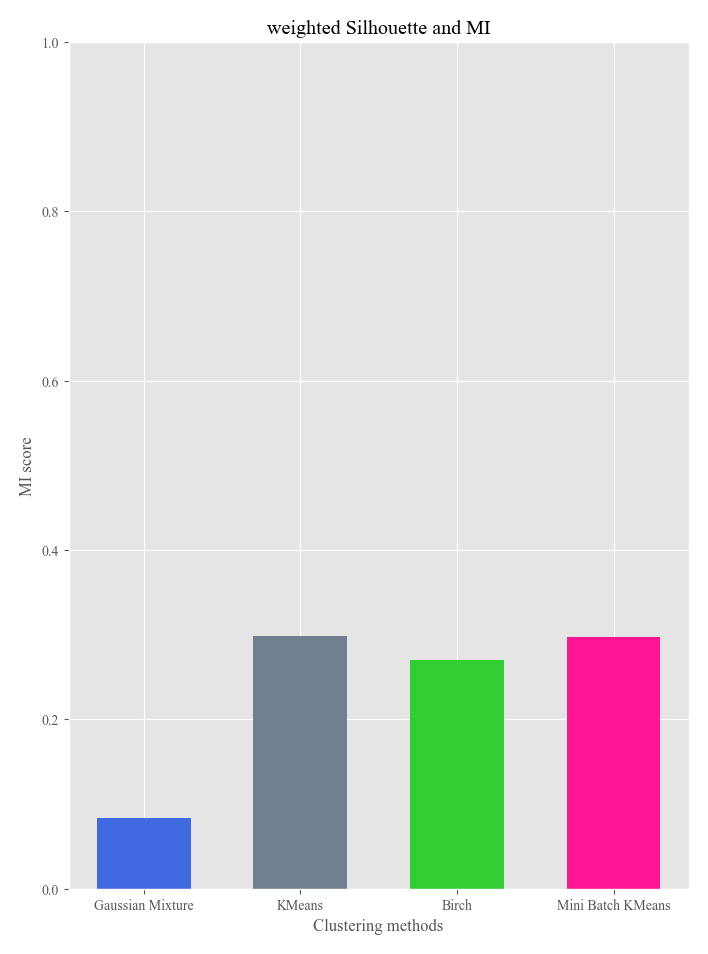 weighted Silhouette and MI
1.0
0.8
0.6
0.4
0.2
0.0
MI score
Gaussian Mixture
KMeans
Birch
Mini Batch KMeans
Clustering methods